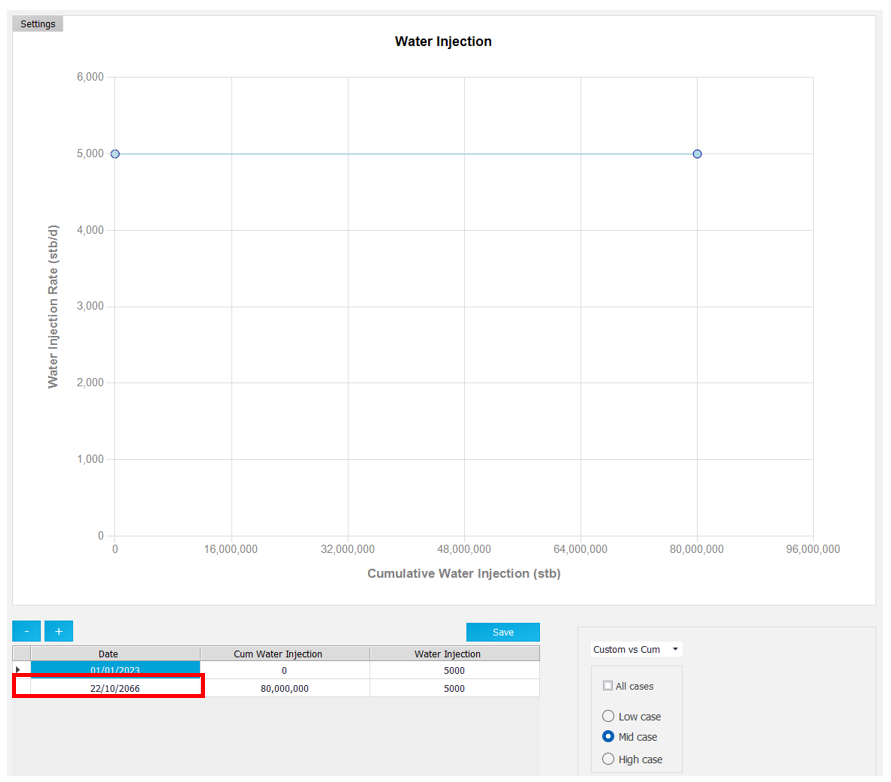 Settings
Water Injection
6,000
5,000
4,000
3,000
2,000
1,000
0
Water Injection Rate (stb/d)
0 16,000,000 32,000,000 48,000,000 64,000,000 80,000,000 96,000,000
Cumulative Water Injection (stb)
- + Save
Date Cum Water Injection Water Injection
01/01/2023 0 5000
22/10/2066 80,000,000 5000
Custom vs Cum
All cases
Low case
Mid case
High case